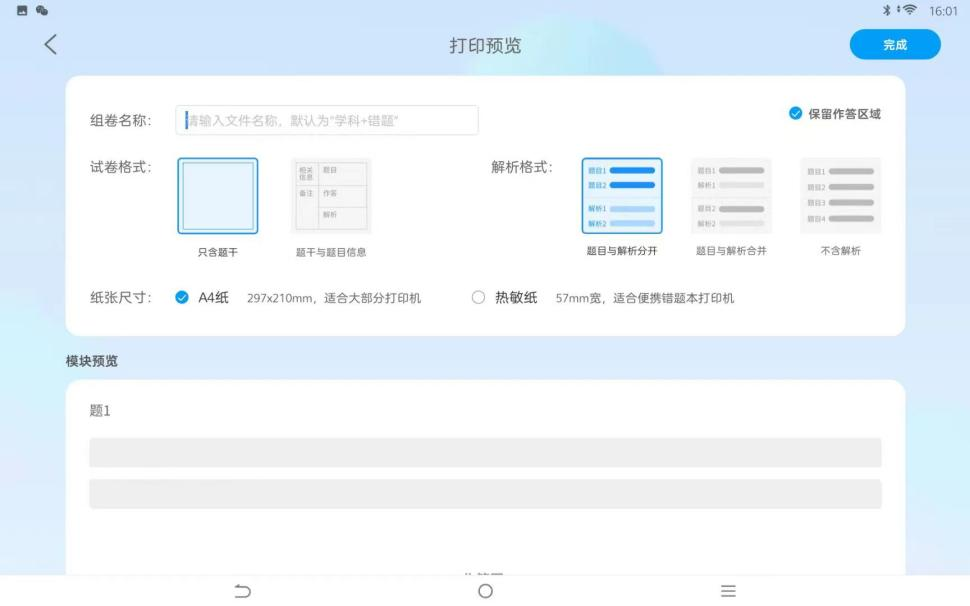 16:01
打印预览
完成
组卷名称：
请输入文件名称，默认为"学科+错题"
保留作答区域
试卷格式：
相关信息 题目
备注 作答
解析
只含题干
题干与题目信息
解析格式：
题目1
题目2
解析1
解析2
题目与解析分开
题目1
解析1
题目2
解析2
题目与解析合并
题目1
题目2
题目3
题目4
不含解析
纸张尺寸：
A4纸 297x210mm，适合大部分打印机
热敏纸 57mm宽，适合便携错题本打印机
模块预览
题1